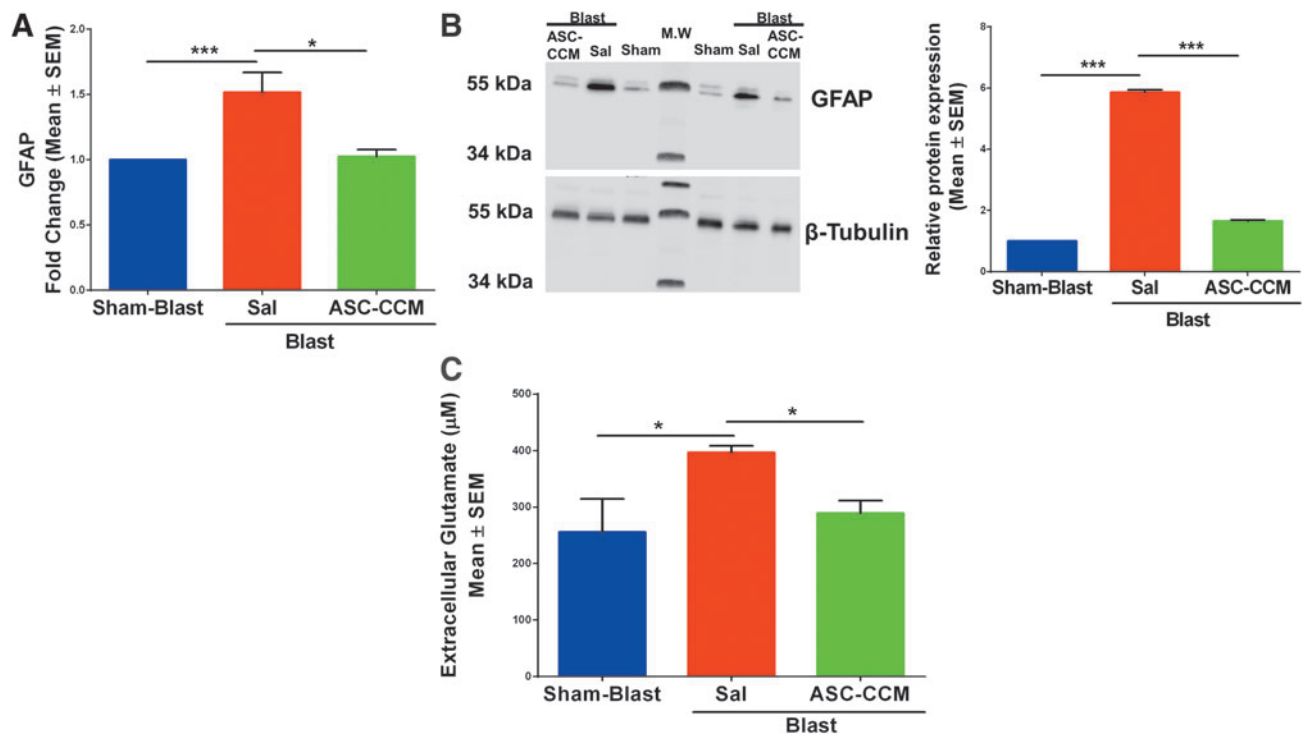 A
GFAP
Fold Change (Mean ± SEM)
2.0
1.5
1.0
0.5
0.0
***
*
Sham-Blast
Sal
ASC-CCM
Blast
B
Blast
ASC-
CCM
Sal
Sham
M.W
Sham
Sal
Blast
ASC-
CCM
55 kDa
34 kDa
GFAP
55 kDa
34 kDa
β-Tubulin
Relative protein expression
(Mean ± SEM)
8
6
4
2
0
***
***
Sham-Blast
Sal
ASC-CCM
Blast
C
Extracellular Glutamate (µM)
Mean ± SEM
500
400
300
200
100
0
*
*
Sham-Blast
Sal
ASC-CCM
Blast